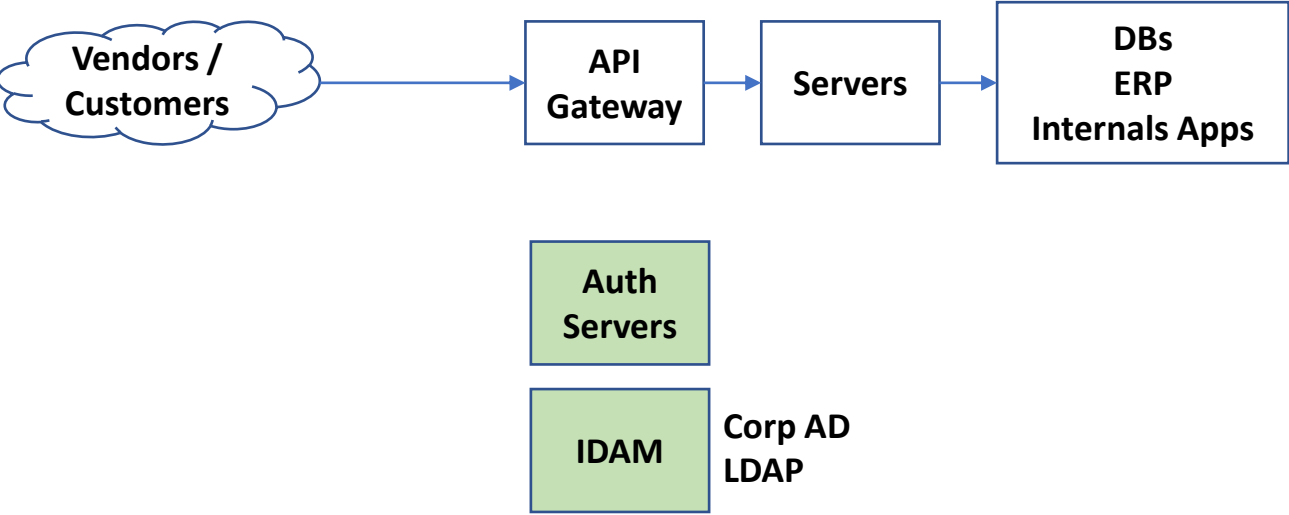 Vendors /
Customers
API
Gateway
Servers
DBs
ERP
Internals Apps
Auth
Servers
IDAM
Corp AD
LDAP